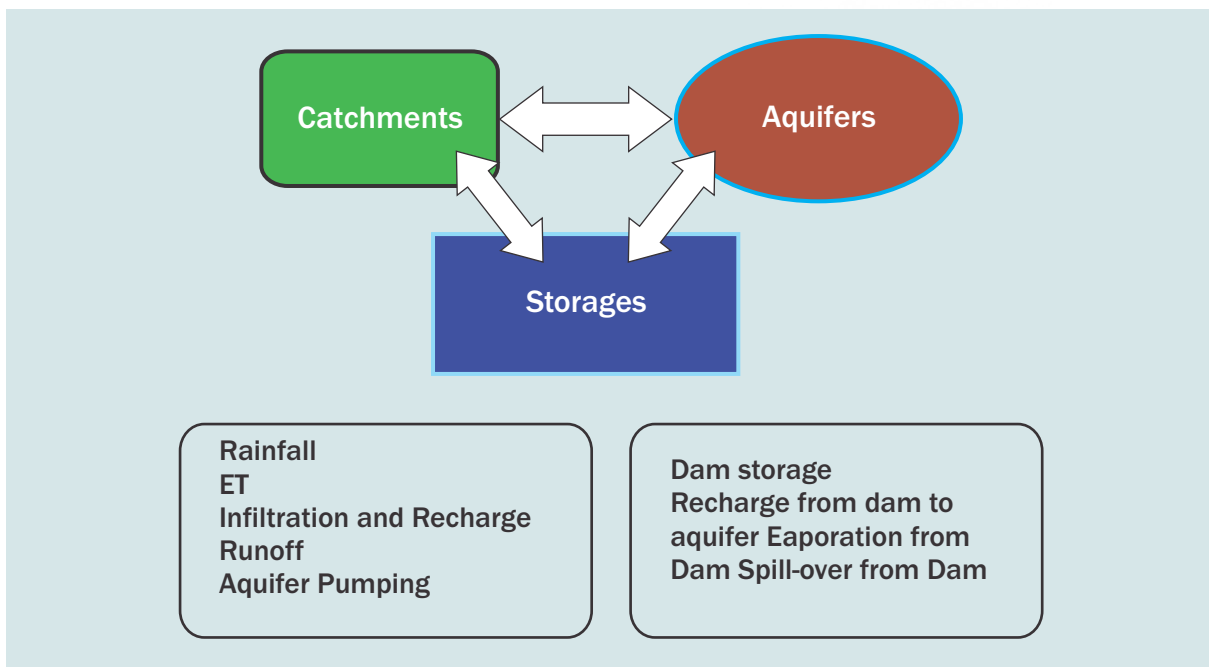 Catchments
Aquifers
Storages
Rainfall
ET
Infiltration and Recharge
Runoff
Aquifer Pumping
Dam storage
Recharge from dam to
aquifer Eaporation from
Dam Spill-over from Dam